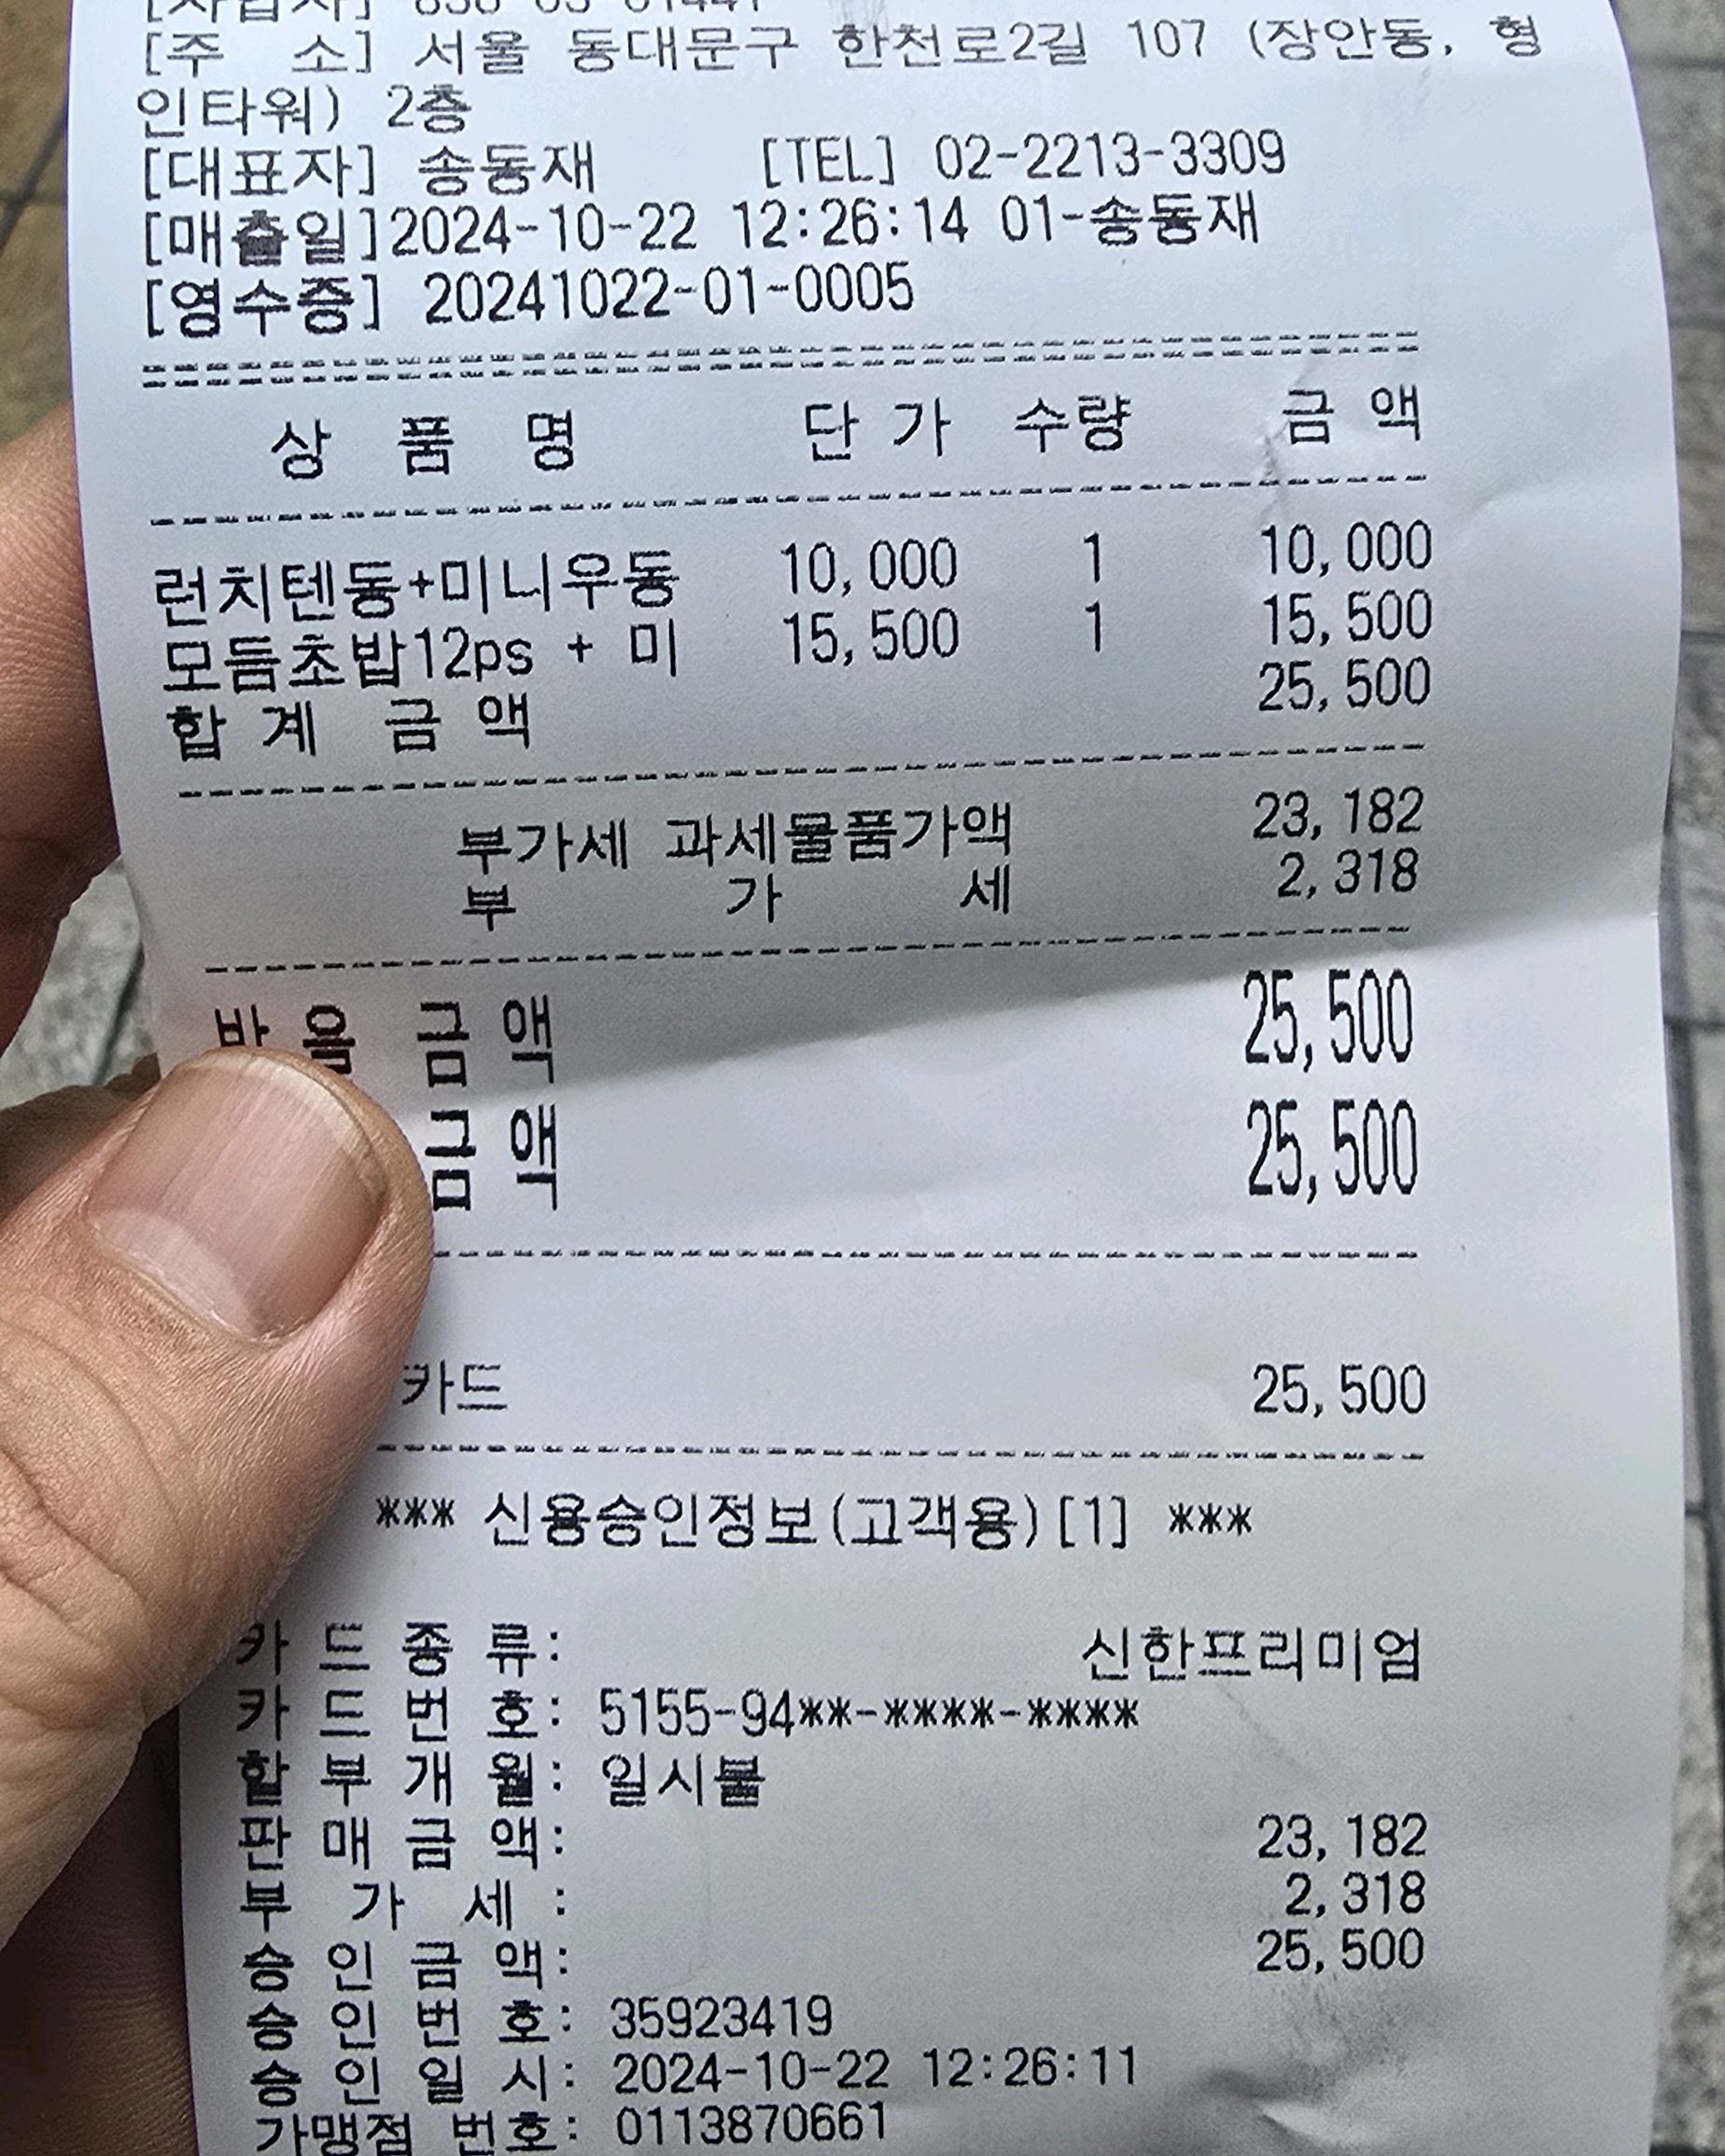 [주 소] 서울 동대문구 한천로2길 107 (장안동, 형
인타워) 2층
[대표자] 송동재 [TEL] 02-2213-3309
[매출일]2024-10-22 12:26:14 01-송동재
[영수증] 20241022-01-0005
상 품 명 단 가 수량 금 액
런치텐동+미니우동 10,000 1 10,000
모듬초밥12ps + 미 15,500 1 15,500
합 계 금 액 25,500
부가세 과세물품가액 23,182
부 가 세 2,318
금 액 25,500
금 액 25,500
카드 25,500
*** 신용승인정보(고객용)[1] ***
카 드 종 류: 신한프리미엄
카 드 번 호: 5155-94**-****-****
할 부 개 월: 일시불
판 매 금 액: 23,182
부 가 세 : 2,318
승 인 금 액: 25,500
승 인 번 호: 35923419
승 인 일 시: 2024-10-22 12:26:11
가맹점 번호: 0113870661